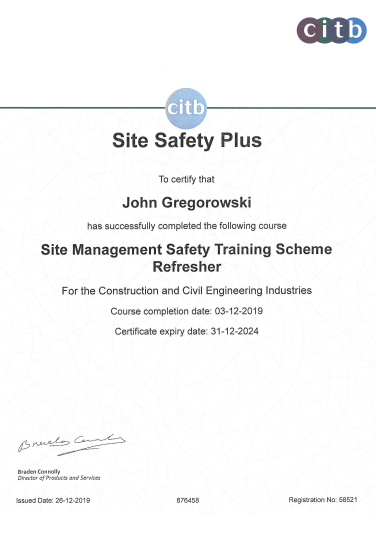 citb
citb
Site Safety Plus
To certify that
John Gregorowski
has successfully completed the following course
Site Management Safety Training Scheme
Refresher
For the Construction and Civil Engineering Industries
Course completion date: 03-12-2019
Certificate expiry date: 31-12-2024
Braden Connolly
Director of Products and Services
Issued Date: 26-12-2019 876458 Registration No: 58521